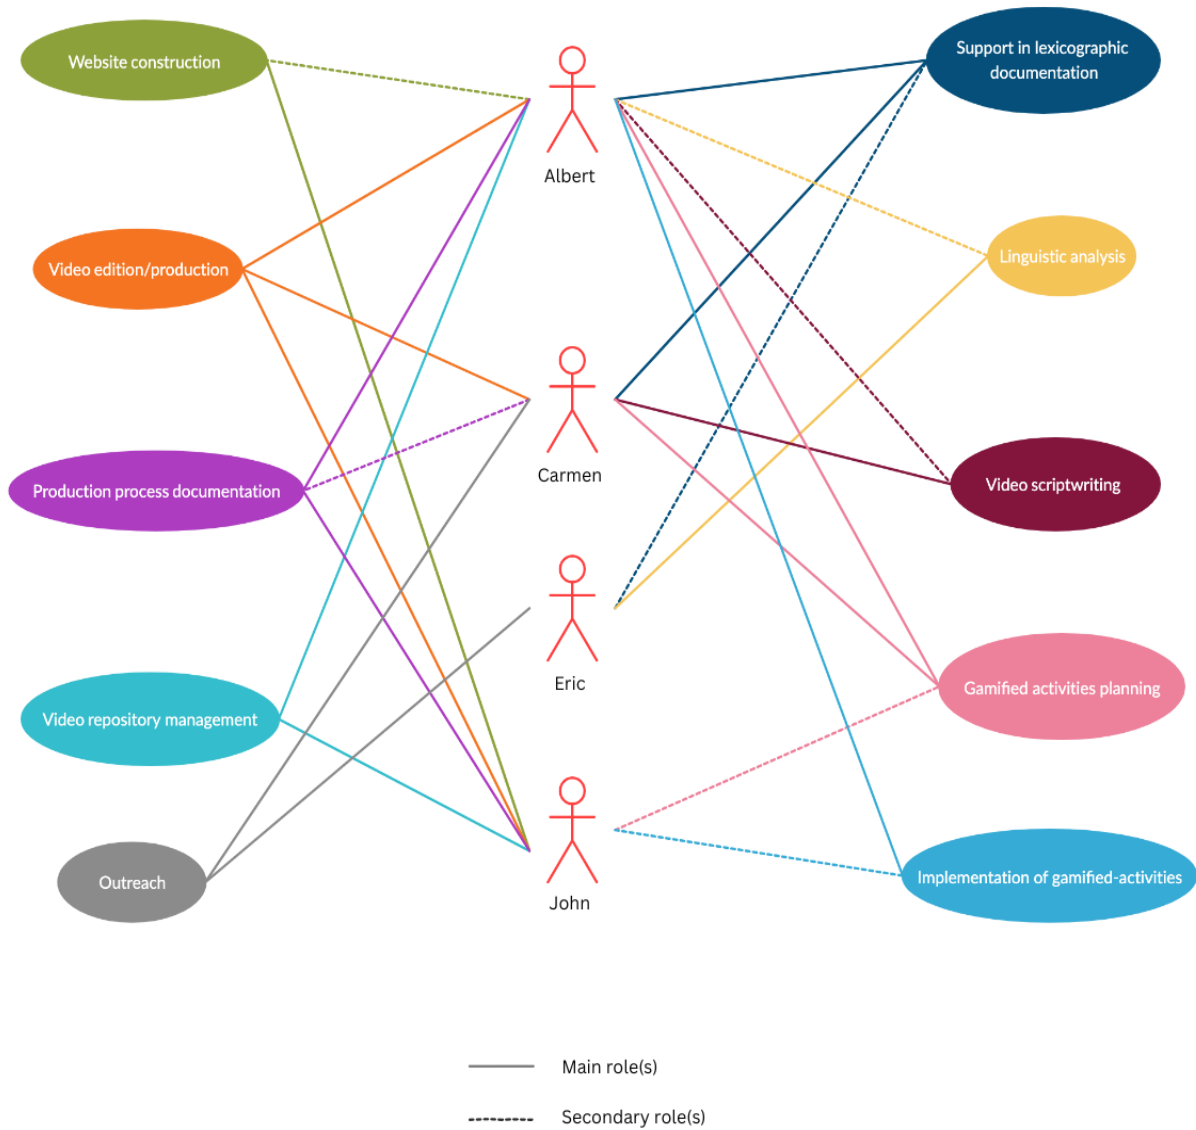 Website construction
Video edition/production
Production process documentation
Video repository management
Outreach
Albert
Carmen
Eric
John
Support in lexicographic
documentation
Linguistic analysis
Video scriptwriting
Gamified activities planning
Implementation of gamified-activities
Main role(s)
Secondary role(s)